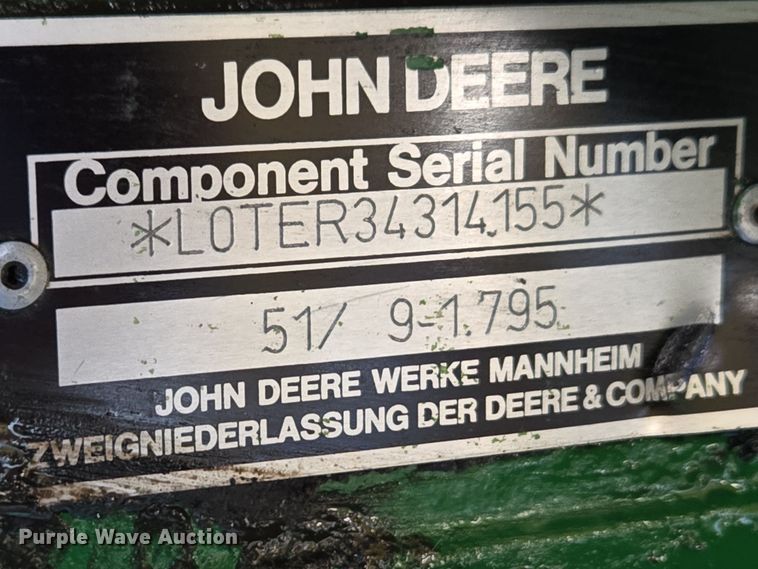 JOHN DEERE
Component Serial Number
*L0TER34314155*
51/ 9-1.795
JOHN DEERE WERKE MANNHEIM
ZWEIGNIEDERLASSUNG DER DEERE & COMPANY
Purple Wave Auction